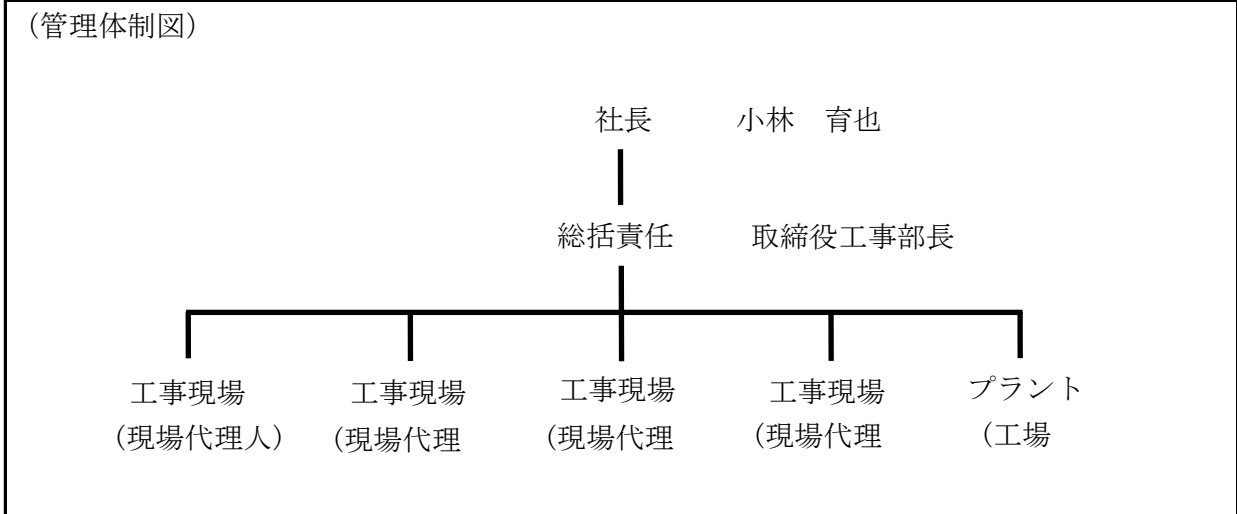 (管理体制図)
社長 小林 育也
総括責任 取締役工事部長
工事現場 工事現場 工事現場 工事現場 プラント
(現場代理人) (現場代理 (現場代理 (現場代理 (工場